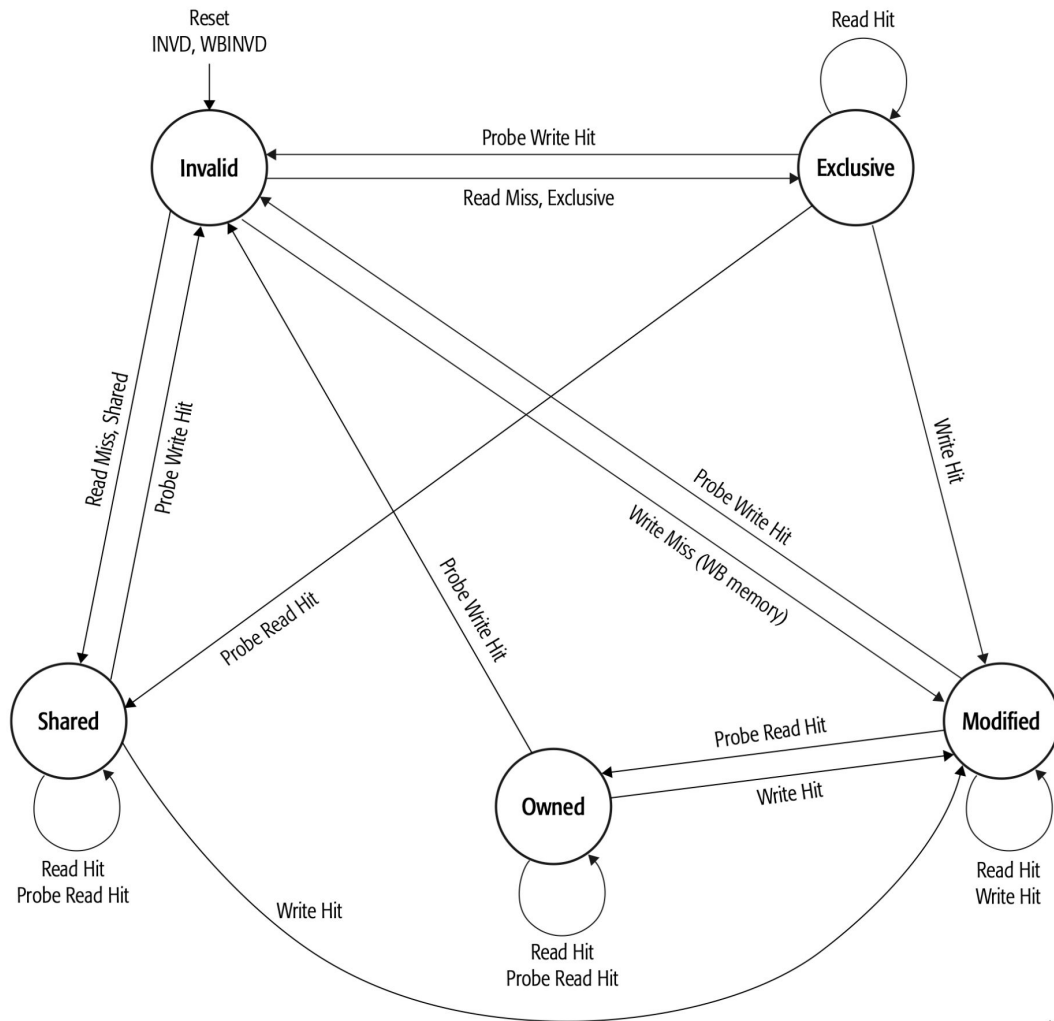 Reset
INVD, WBINVD
Read Hit
Invalid
Probe Write Hit
Exclusive
Read Miss, Exclusive
Read Miss, Shared
Probe Write Hit
Probe Write Hit
Write Hit
Write Miss (WB memory)
Probe Write Hit
Probe Read Hit
Shared
Probe Read Hit
Modified
Write Hit
Owned
Read Hit
Probe Read Hit
Write Hit
Read Hit
Probe Read Hit
Read Hit
Write Hit